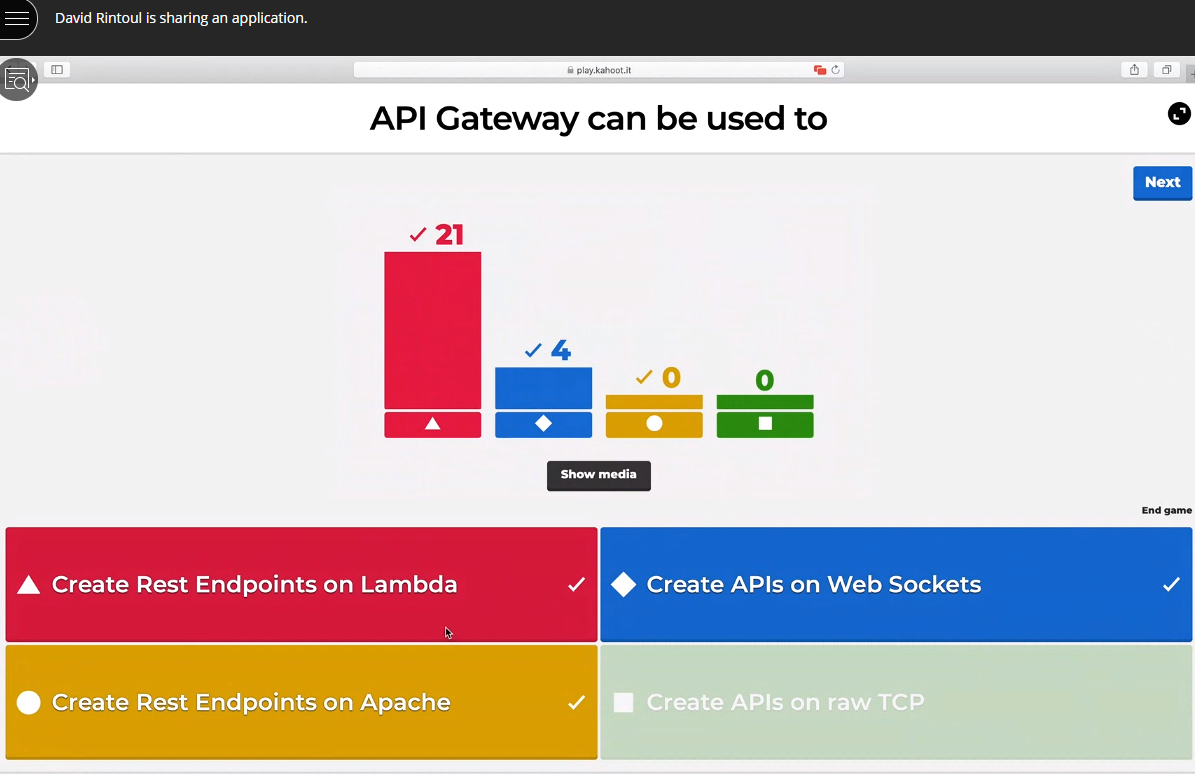 David Rintoul is sharing an application.
play.kahoot.it
API Gateway can be used to
Next
21
4
0
0
Show media
End game
Create Rest Endpoints on Lambda
Create APIs on Web Sockets
Create Rest Endpoints on Apache
Create APIs on raw TCP